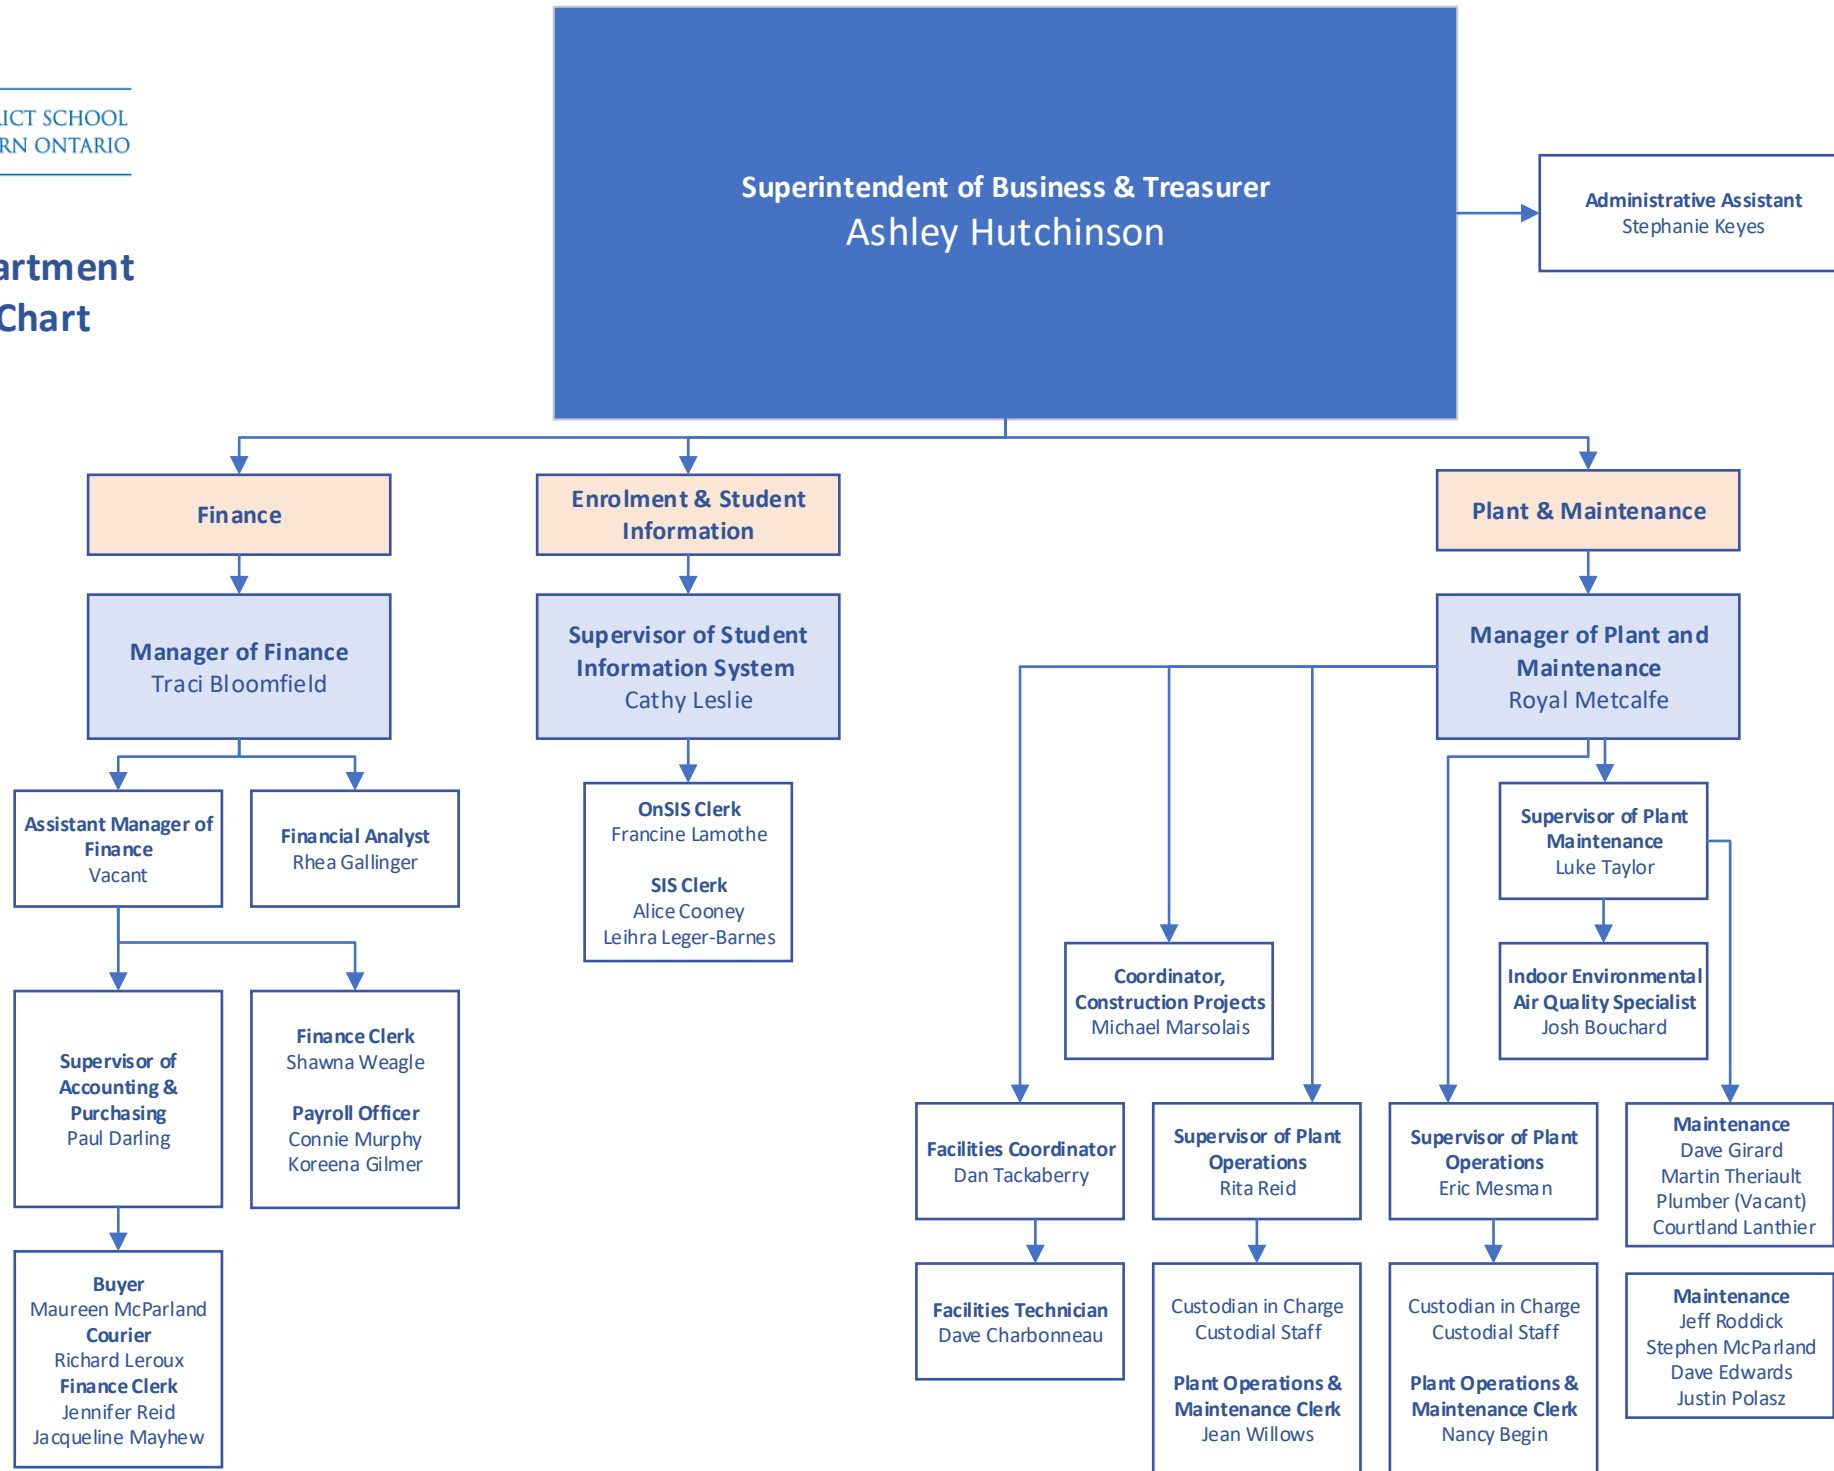 RICT SCHOOL
RN ONTARIO
artment
Chart
Superintendent of Business & Treasurer
Ashley Hutchinson
Administrative Assistant
Stephanie Keyes
Finance
Enrolment & Student
Information
Plant & Maintenance
Manager of Finance
Traci Bloomfield
Supervisor of Student
Information System
Cathy Leslie
Manager of Plant and
Maintenance
Royal Metcalfe
Assistant Manager of
Finance
Vacant
Financial Analyst
Rhea Gallinger
OnSIS Clerk
Francine Lamothe
SIS Clerk
Alice Cooney
Leihra Leger-Barnes
Supervisor of Plant
Maintenance
Luke Taylor
Coordinator,
Construction Projects
Michael Marsolais
Indoor Environmental
Air Quality Specialist
Josh Bouchard
Supervisor of
Accounting &
Purchasing
Paul Darling
Finance Clerk
Shawna Weagle
Payroll Officer
Connie Murphy
Koreena Gilmer
Facilities Coordinator
Dan Tackaberry
Supervisor of Plant
Operations
Rita Reid
Supervisor of Plant
Operations
Eric Mesman
Maintenance
Dave Girard
Martin Theriault
Plumber (Vacant)
Courtland Lanthier
Buyer
Maureen McParland
Courier
Richard Leroux
Finance Clerk
Jennifer Reid
Jacqueline Mayhew
Facilities Technician
Dave Charbonneau
Custodian in Charge
Custodial Staff
Plant Operations &
Maintenance Clerk
Jean Willows
Custodian in Charge
Custodial Staff
Plant Operations &
Maintenance Clerk
Nancy Begin
Maintenance
Jeff Roddick
Stephen McParland
Dave Edwards
Justin Polasz